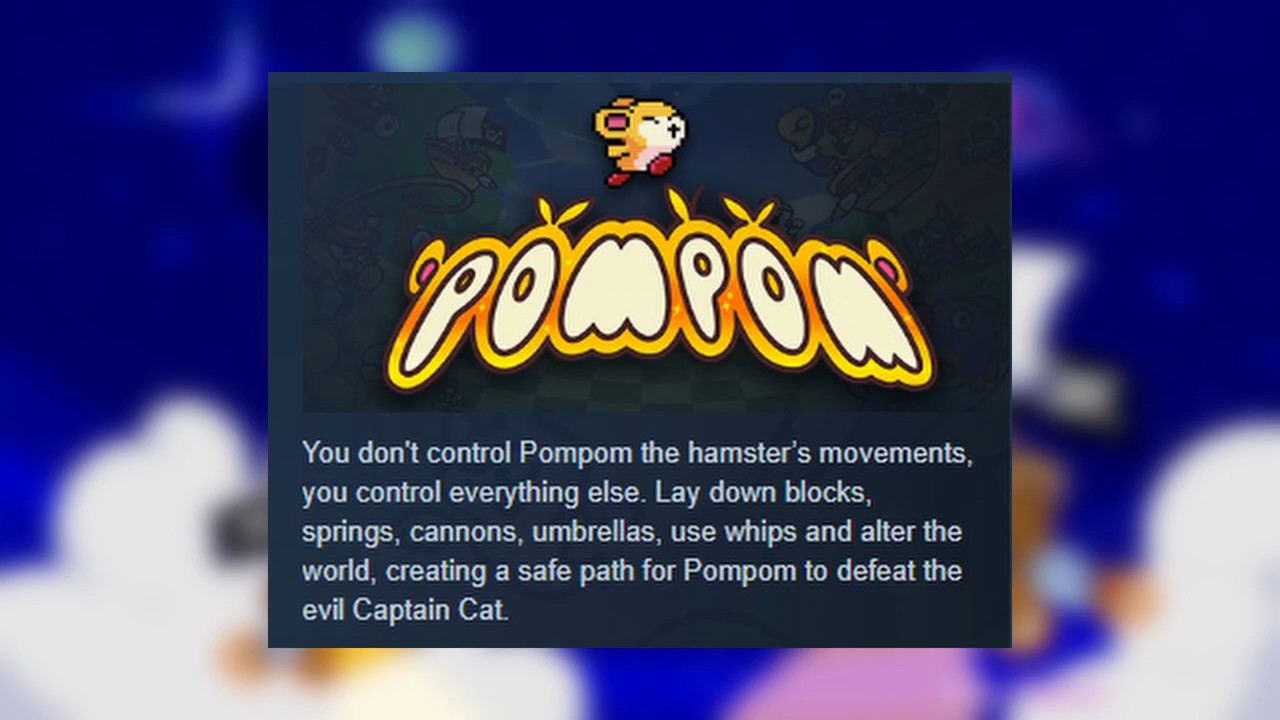 POMPOM
You don't control Pompom the hamster’s movements,
you control everything else. Lay down blocks,
springs, cannons, umbrellas, use whips and alter the
world, creating a safe path for Pompom to defeat the
evil Captain Cat.